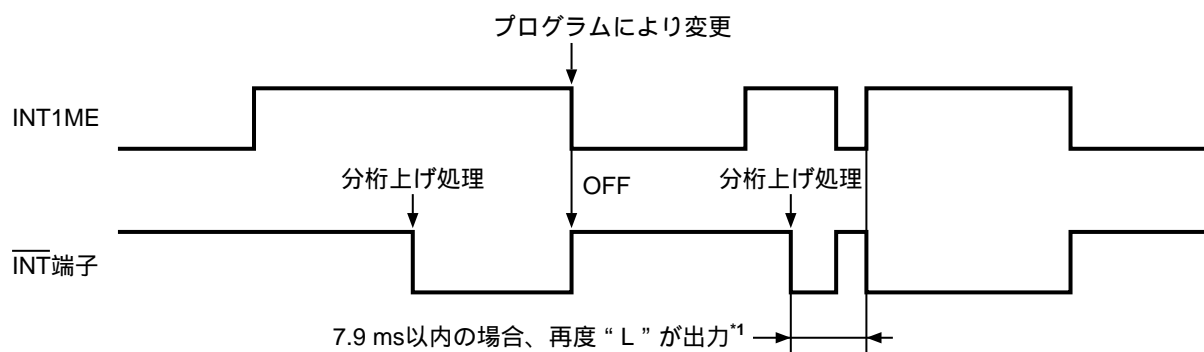 プログラムにより変更
INT1ME
分桁上げ処理
OFF
分桁上げ処理
INT端子
7.9 ms以内の場合、再度 “ L ” が出力*1